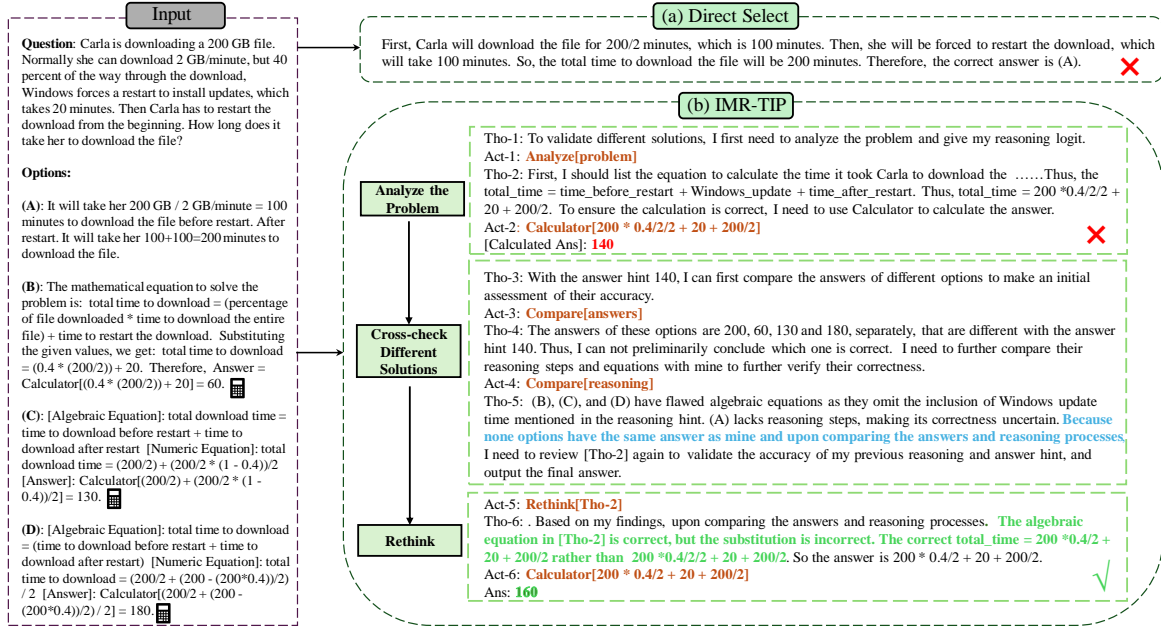 Input
Question: Carla is downloading a 200 GB file.
Normally she can download 2 GB/minute, but 40
percent of the way through the download,
Windows forces a restart to install updates, which
takes 20 minutes. Then Carla has to restart the
download from the beginning. How long does it
take her to download the file?
Options:
(A): It will take her 200 GB / 2 GB/minute = 100
minutes to download the file before restart. After
restart. It will take her 100+100=200 minutes to
download the file.
(B): The mathematical equation to solve the
problem is: total time to download = (percentage
of file downloaded * time to download the entire
file) + time to restart the download. Substituting
the given values, we get: total time to download
= (0.4 * (200/2)) + 20. Therefore, Answer =
Calculator[(0.4 * (200/2)) + 20] = 60.
(C): [Algebraic Equation]: total download time =
time to download before restart + time to
download after restart [Numeric Equation]: total
download time = (200/2) + (200/2 * (1 - 0.4))/2
[Answer]: Calculator[(200/2) + (200/2 * (1 -
0.4))/2] = 130.
(D): [Algebraic Equation]: total time to download
= (time to download before restart + time to
download after restart) [Numeric Equation]: total
time to download = (200/2 + (200 - (200*0.4))/2)
/ 2 [Answer]: Calculator[(200/2 + (200 -
(200*0.4))/2) / 2] = 180.
(a) Direct Select
First, Carla will download the file for 200/2 minutes, which is 100 minutes. Then, she will be forced to restart the download, which
will take 100 minutes. So, the total time to download the file will be 200 minutes. Therefore, the correct answer is (A).
(b) IMR-TIP
Analyze the
Problem
Tho-1: To validate different solutions, I first need to analyze the problem and give my reasoning logit.
Act-1: Analyze[problem]
Tho-2: First, I should list the equation to calculate the time it took Carla to download the ……Thus, the
total_time = time_before_restart + Windows_update + time_after_restart. Thus, total_time = 200 *0.4/2/2 +
20 + 200/2. To ensure the calculation is correct, I need to use Calculator to calculate the answer.
Act-2: Calculator[200 * 0.4/2/2 + 20 + 200/2]
[Calculated Ans]: 140
Cross-check
Different
Solutions
Tho-3: With the answer hint 140, I can first compare the answers of different options to make an initial
assessment of their accuracy.
Act-3: Compare[answers]
Tho-4: The answers of these options are 200, 60, 130 and 180, separately, that are different with the answer
hint 140. Thus, I can not preliminarily conclude which one is correct. I need to further compare their
reasoning steps and equations with mine to further verify their correctness.
Act-4: Compare[reasoning]
Tho-5: (B), (C), and (D) have flawed algebraic equations as they omit the inclusion of Windows update
time mentioned in the reasoning hint. (A) lacks reasoning steps, making its correctness uncertain. Because
none options have the same answer as mine and upon comparing the answers and reasoning processes,
I need to review [Tho-2] again to validate the accuracy of my previous reasoning and answer hint, and
output the final answer.
Rethink
Act-5: Rethink[Tho-2]
Tho-6: . Based on my findings, upon comparing the answers and reasoning processes. The algebraic
equation in [Tho-2] is correct, but the substitution is incorrect. The correct total_time = 200 *0.4/2 +
20 + 200/2 rather than 200 *0.4/2/2 + 20 + 200/2. So the answer is 200 * 0.4/2 + 20 + 200/2.
Act-6: Calculator[200 * 0.4/2 + 20 + 200/2]
Ans: 160